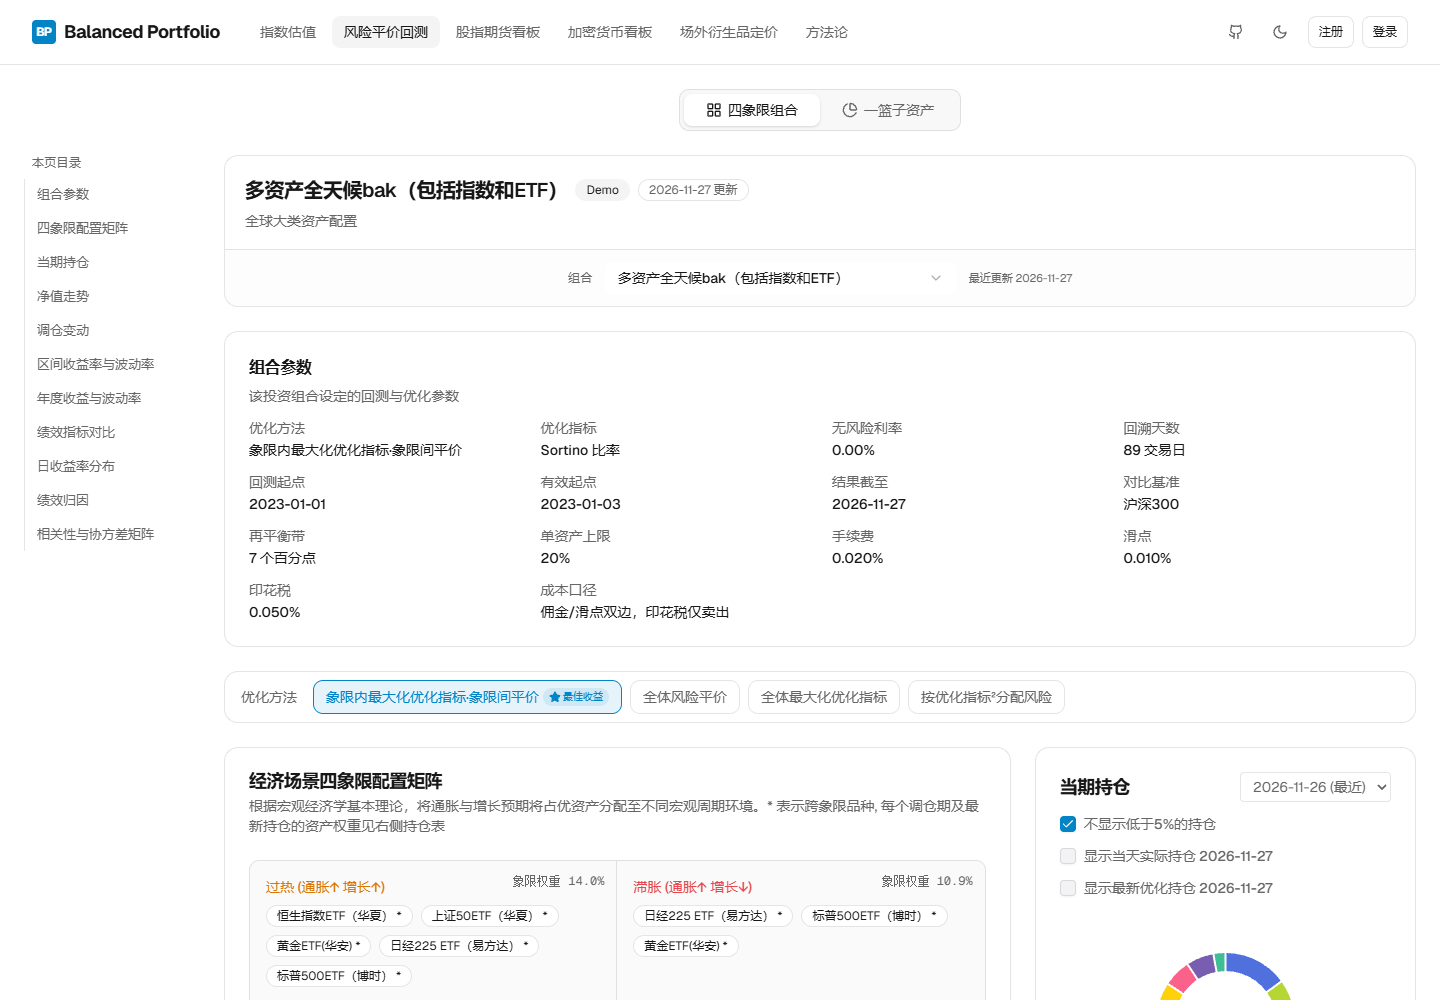 BP Balanced Portfolio 指数估值 风险平价回测 股指期货看板 加密货币看板 场外衍生品定价 方法论 注册 登录
四象限组合 一篮子资产
本页目录
组合参数
四象限配置矩阵
当期持仓
净值走势
调仓变动
区间收益率与波动率
年度收益与波动率
绩效指标对比
日收益率分布
绩效归因
相关性与协方差矩阵
多资产全天候bak（包括指数和ETF） Demo 2026-11-27 更新
全球大类资产配置
组合 多资产全天候bak（包括指数和ETF） 最近更新 2026-11-27
组合参数
该投资组合设定的回测与优化参数
优化方法 优化指标 无风险利率 回溯天数
象限内最大化优化指标·象限间平价 Sortino 比率 0.00% 89 交易日
回测起点 有效起点 结果截至 对比基准
2023-01-01 2023-01-03 2026-11-27 沪深300
再平衡带 单资产上限 手续费 滑点
7 个百分点 20% 0.020% 0.010%
印花税 成本口径
0.050% 佣金/滑点双边，印花税仅卖出
优化方法 象限内最大化优化指标·象限间平价 最佳收益 全体风险平价 全体最大化优化指标 按优化指标²分配风险
经济场景四象限配置矩阵
根据宏观经济学基本理论，将通胀与增长预期将占优资产分配至不同宏观周期环境。* 表示跨象限品种, 每个调仓期及最
新持仓的资产权重见右侧持仓表
过热 (通胀↑ 增长↑) 象限权重 14.0%
恒生指数ETF（华夏） * 上证50ETF（华夏） *
黄金ETF(华安) * 日经225 ETF（易方达） *
标普500ETF（博时） *
滞胀 (通胀↑ 增长↓) 象限权重 10.9%
日经225 ETF（易方达） * 标普500ETF（博时） *
黄金ETF(华安) *
当期持仓 2026-11-26 (最近)
不显示低于5%的持仓
显示当天实际持仓 2026-11-27
显示最新优化持仓 2026-11-27